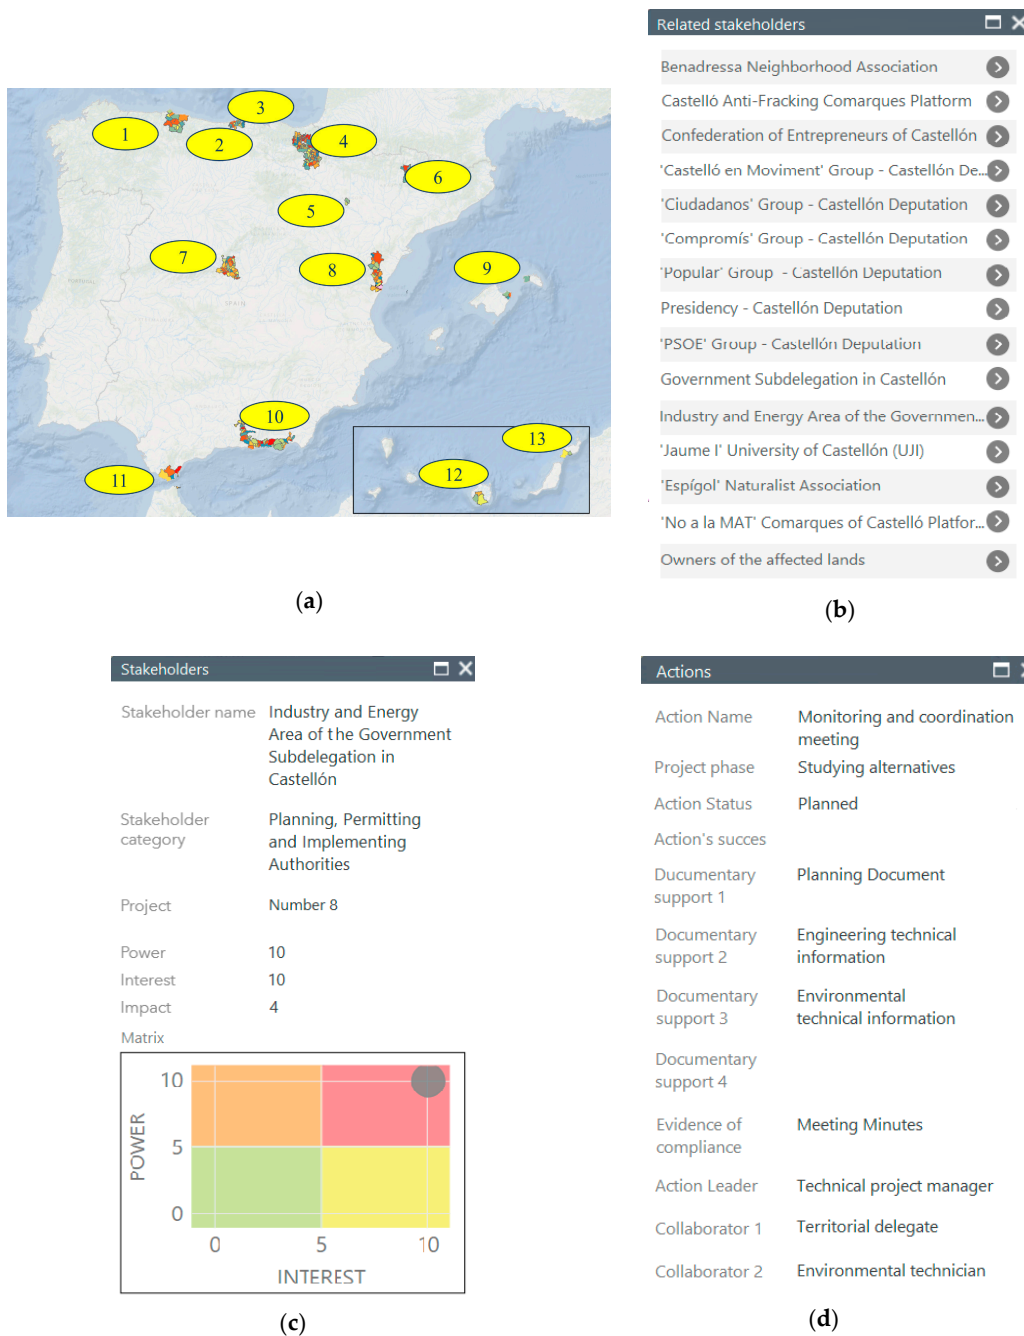 1
2
3
4
5
6
7
8
9
10
11
12
13
SPAIN
(a)
Related stakeholders
Benadressa Neighborhood Association
Castelló Anti-Fracking Comarques Platform
Confederation of Entrepreneurs of Castellón
'Castelló en Moviment' Group - Castellón De...
'Ciudadanos' Group - Castellón Deputation
'Compromís' Group - Castellón Deputation
'Popular' Group - Castellón Deputation
Presidency - Castellón Deputation
'PSOE' Group - Castellón Deputation
Government Subdelegation in Castellón
Industry and Energy Area of the Governmen...
'Jaume I' University of Castellón (UJI)
'Espígol' Naturalist Association
'No a la MAT' Comarques of Castelló Platfor...
Owners of the affected lands
(b)
Stakeholders
Stakeholder name Industry and Energy
Area of the Government
Subdelegation in
Castellón
Stakeholder Planning, Permitting
category and Implementing
Authorities
Project Number 8
Power 10
Interest 10
Impact 4
Matrix
POWER
10
5
0
0 5 10
INTEREST
(c)
Actions
Action Name Monitoring and coordination
meeting
Project phase Studying alternatives
Action Status Planned
Action's succes
Ducumentary Planning Document
support 1
Documentary Engineering technical
support 2 information
Documentary Environmental
support 3 technical information
Documentary
support 4
Evidence of Meeting Minutes
compliance
Action Leader Technical project manager
Collaborator 1 Territorial delegate
Collaborator 2 Environmental technician
(d)